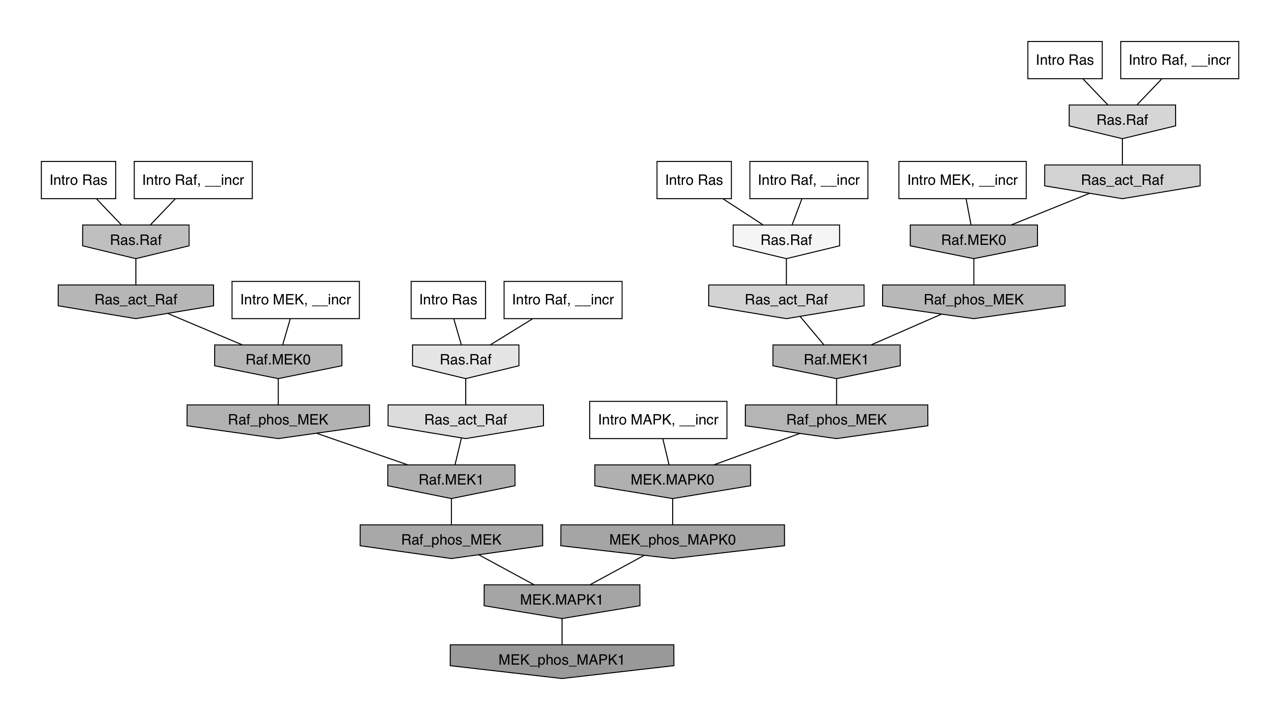 Intro Ras
Intro Raf, __incr
Ras.Raf
Intro Ras
Intro Raf, __incr
Intro Ras
Intro Raf, __incr
Intro MEK, __incr
Ras_act_Raf
Ras.Raf
Ras.Raf
Raf.MEK0
Ras_act_Raf
Intro MEK, __incr
Intro Ras
Intro Raf, __incr
Ras_act_Raf
Raf_phos_MEK
Raf.MEK0
Ras.Raf
Raf.MEK1
Raf_phos_MEK
Ras_act_Raf
Intro MAPK, __incr
Raf_phos_MEK
Raf.MEK1
MEK.MAPK0
Raf_phos_MEK
MEK_phos_MAPK0
MEK.MAPK1
MEK_phos_MAPK1